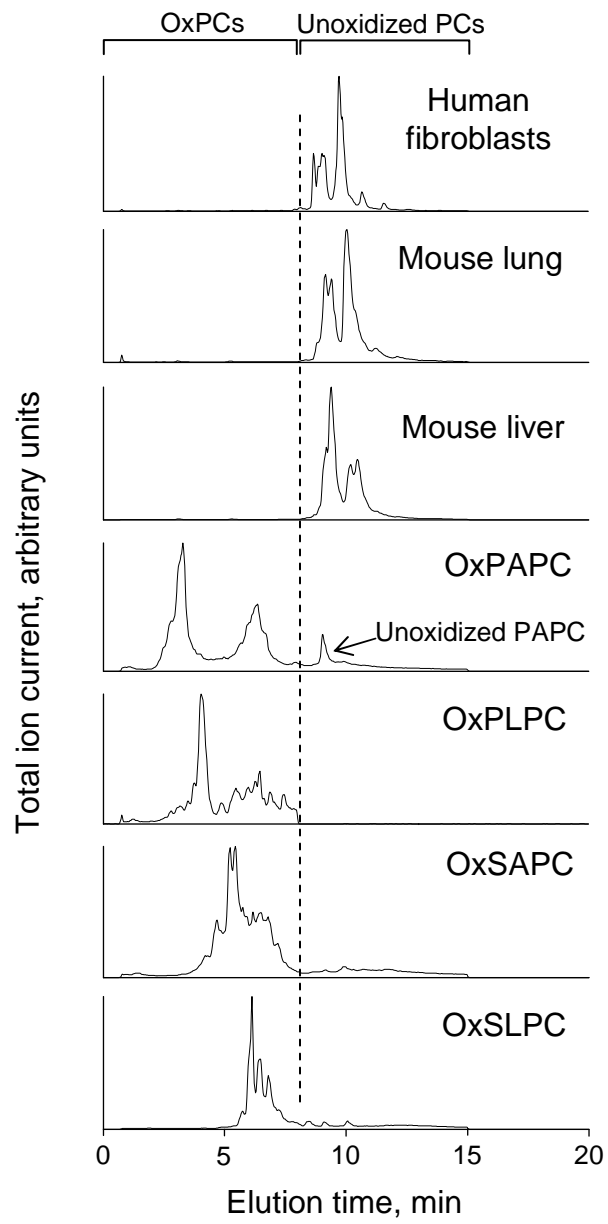 OxPCs
Unoxidized PCs
Human
fibroblasts
Mouse lung
Mouse liver
OxPAPC
Unoxidized PAPC
OxPLPC
OxSAPC
OxSLPC
Total ion current, arbitrary units
0 5 10 15 20
Elution time, min